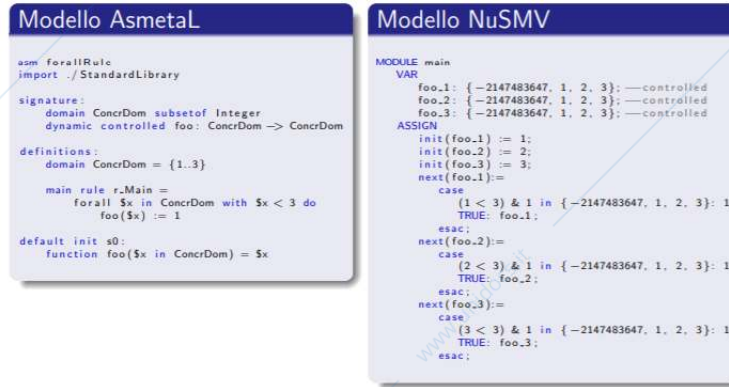 Modello AsmetaL
asm forallRule
import ./StandardLibrary
signature:
domain ConcrDom subsetof Integer
dynamic controlled foo: ConcrDom -> ConcrDom
definitions:
domain ConcrDom = {1..3}
main rule r_Main =
forall $x in ConcrDom with $x < 3 do
foo($x) := 1
default init s0:
function foo($x in ConcrDom) = $x
Modello NuSMV
MODULE main
VAR
foo_1: {-2147483647, 1, 2, 3}; --controlled
foo_2: {-2147483647, 1, 2, 3}; --controlled
foo_3: {-2147483647, 1, 2, 3}; --controlled
ASSIGN
init(foo_1) := 1;
init(foo_2) := 2;
init(foo_3) := 3;
next(foo_1):=
case
(1 < 3) & 1 in {-2147483647, 1, 2, 3}: 1
TRUE: foo_1;
esac;
next(foo_2):=
case
(2 < 3) & 1 in {-2147483647, 1, 2, 3}: 1
TRUE: foo_2;
esac;
next(foo_3):=
case
(3 < 3) & 1 in {-2147483647, 1, 2, 3}: 1
TRUE: foo_3;
esac;